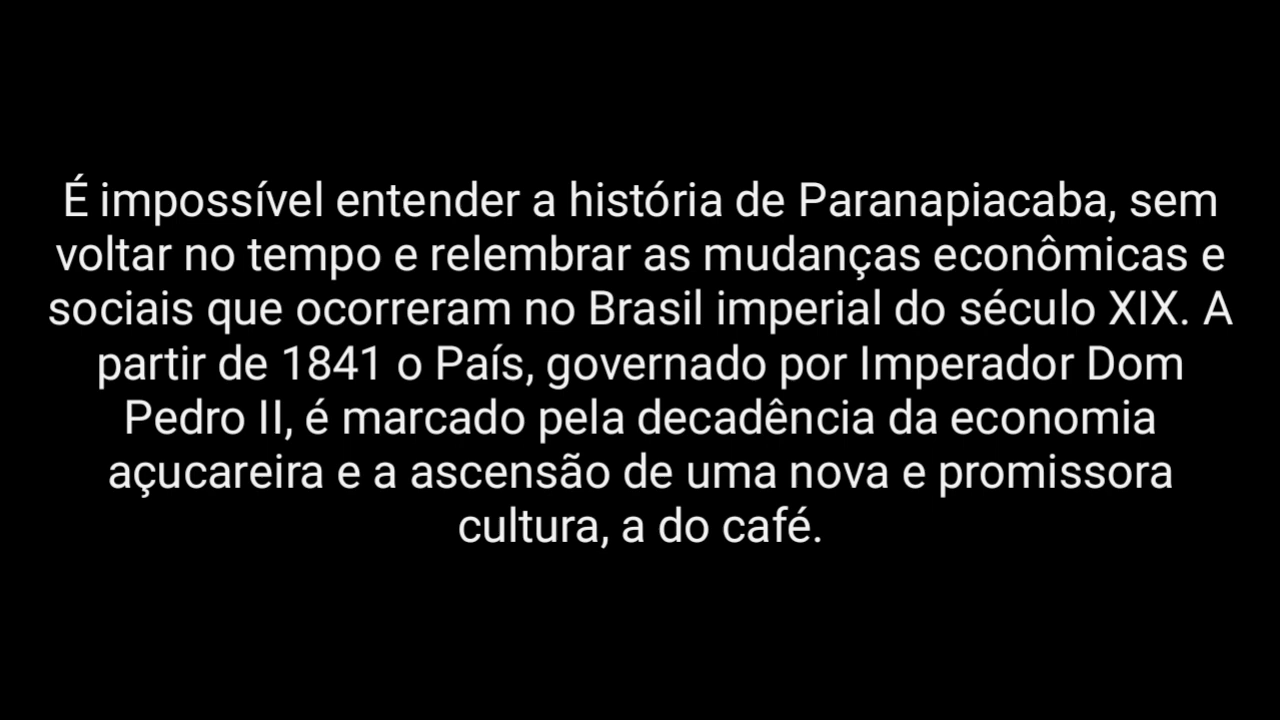 É impossível entender a história de Paranapiacaba, sem
voltar no tempo e relembrar as mudanças econômicas e
sociais que ocorreram no Brasil imperial do século XIX. A
partir de 1841 o País, governado por Imperador Dom
Pedro II, é marcado pela decadência da economia
açucareira e a ascensão de uma nova e promissora
cultura, a do café.